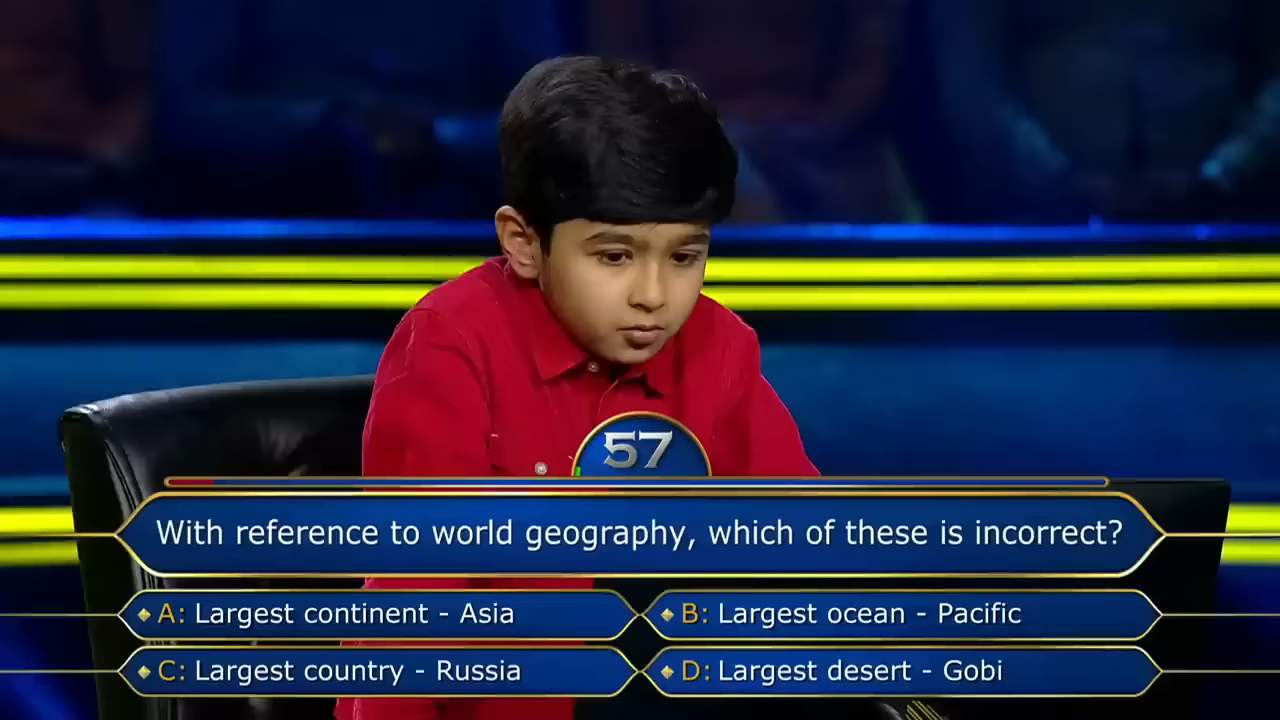 57
With reference to world geography, which of these is incorrect?
A: Largest continent - Asia
B: Largest ocean - Pacific
C: Largest country - Russia
D: Largest desert - Gobi